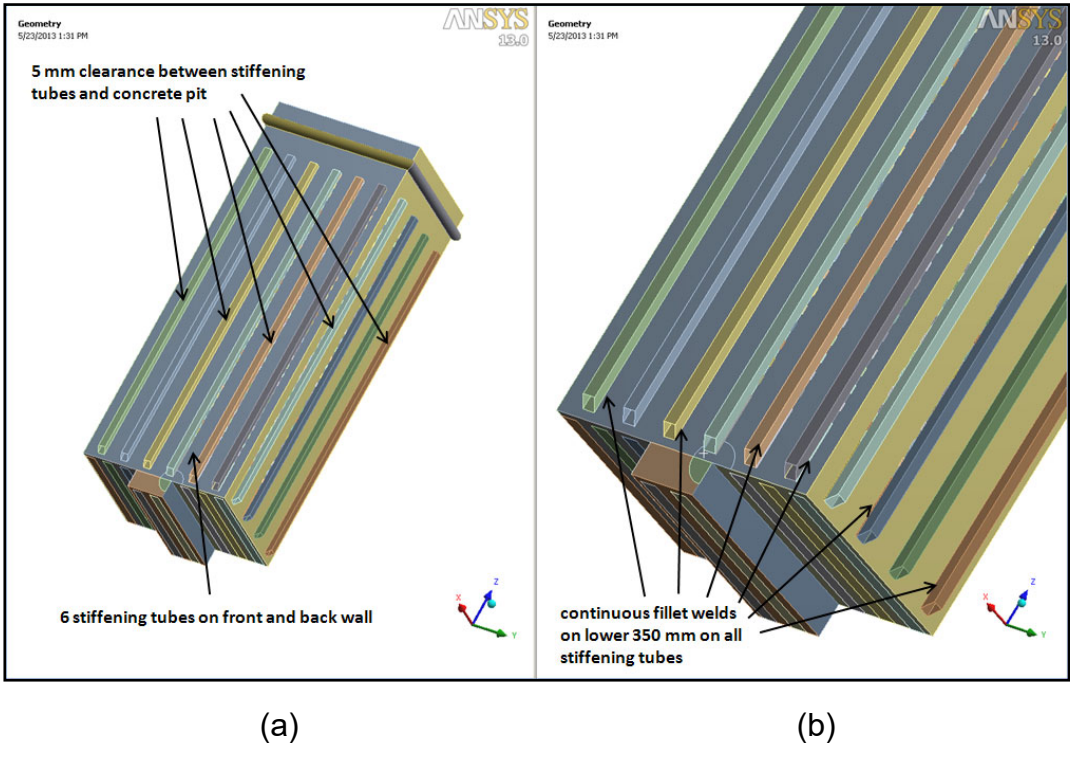 Geometry
5/23/2013 1:31 PM
ANSYS
13.0
5 mm clearance between stiffening
tubes and concrete pit
6 stiffening tubes on front and back wall
Z
X
Y
Geometry
5/23/2013 1:31 PM
ANSYS
13.0
continuous fillet welds
on lower 350 mm on all
stiffening tubes
Z
X
Y
(a)
(b)